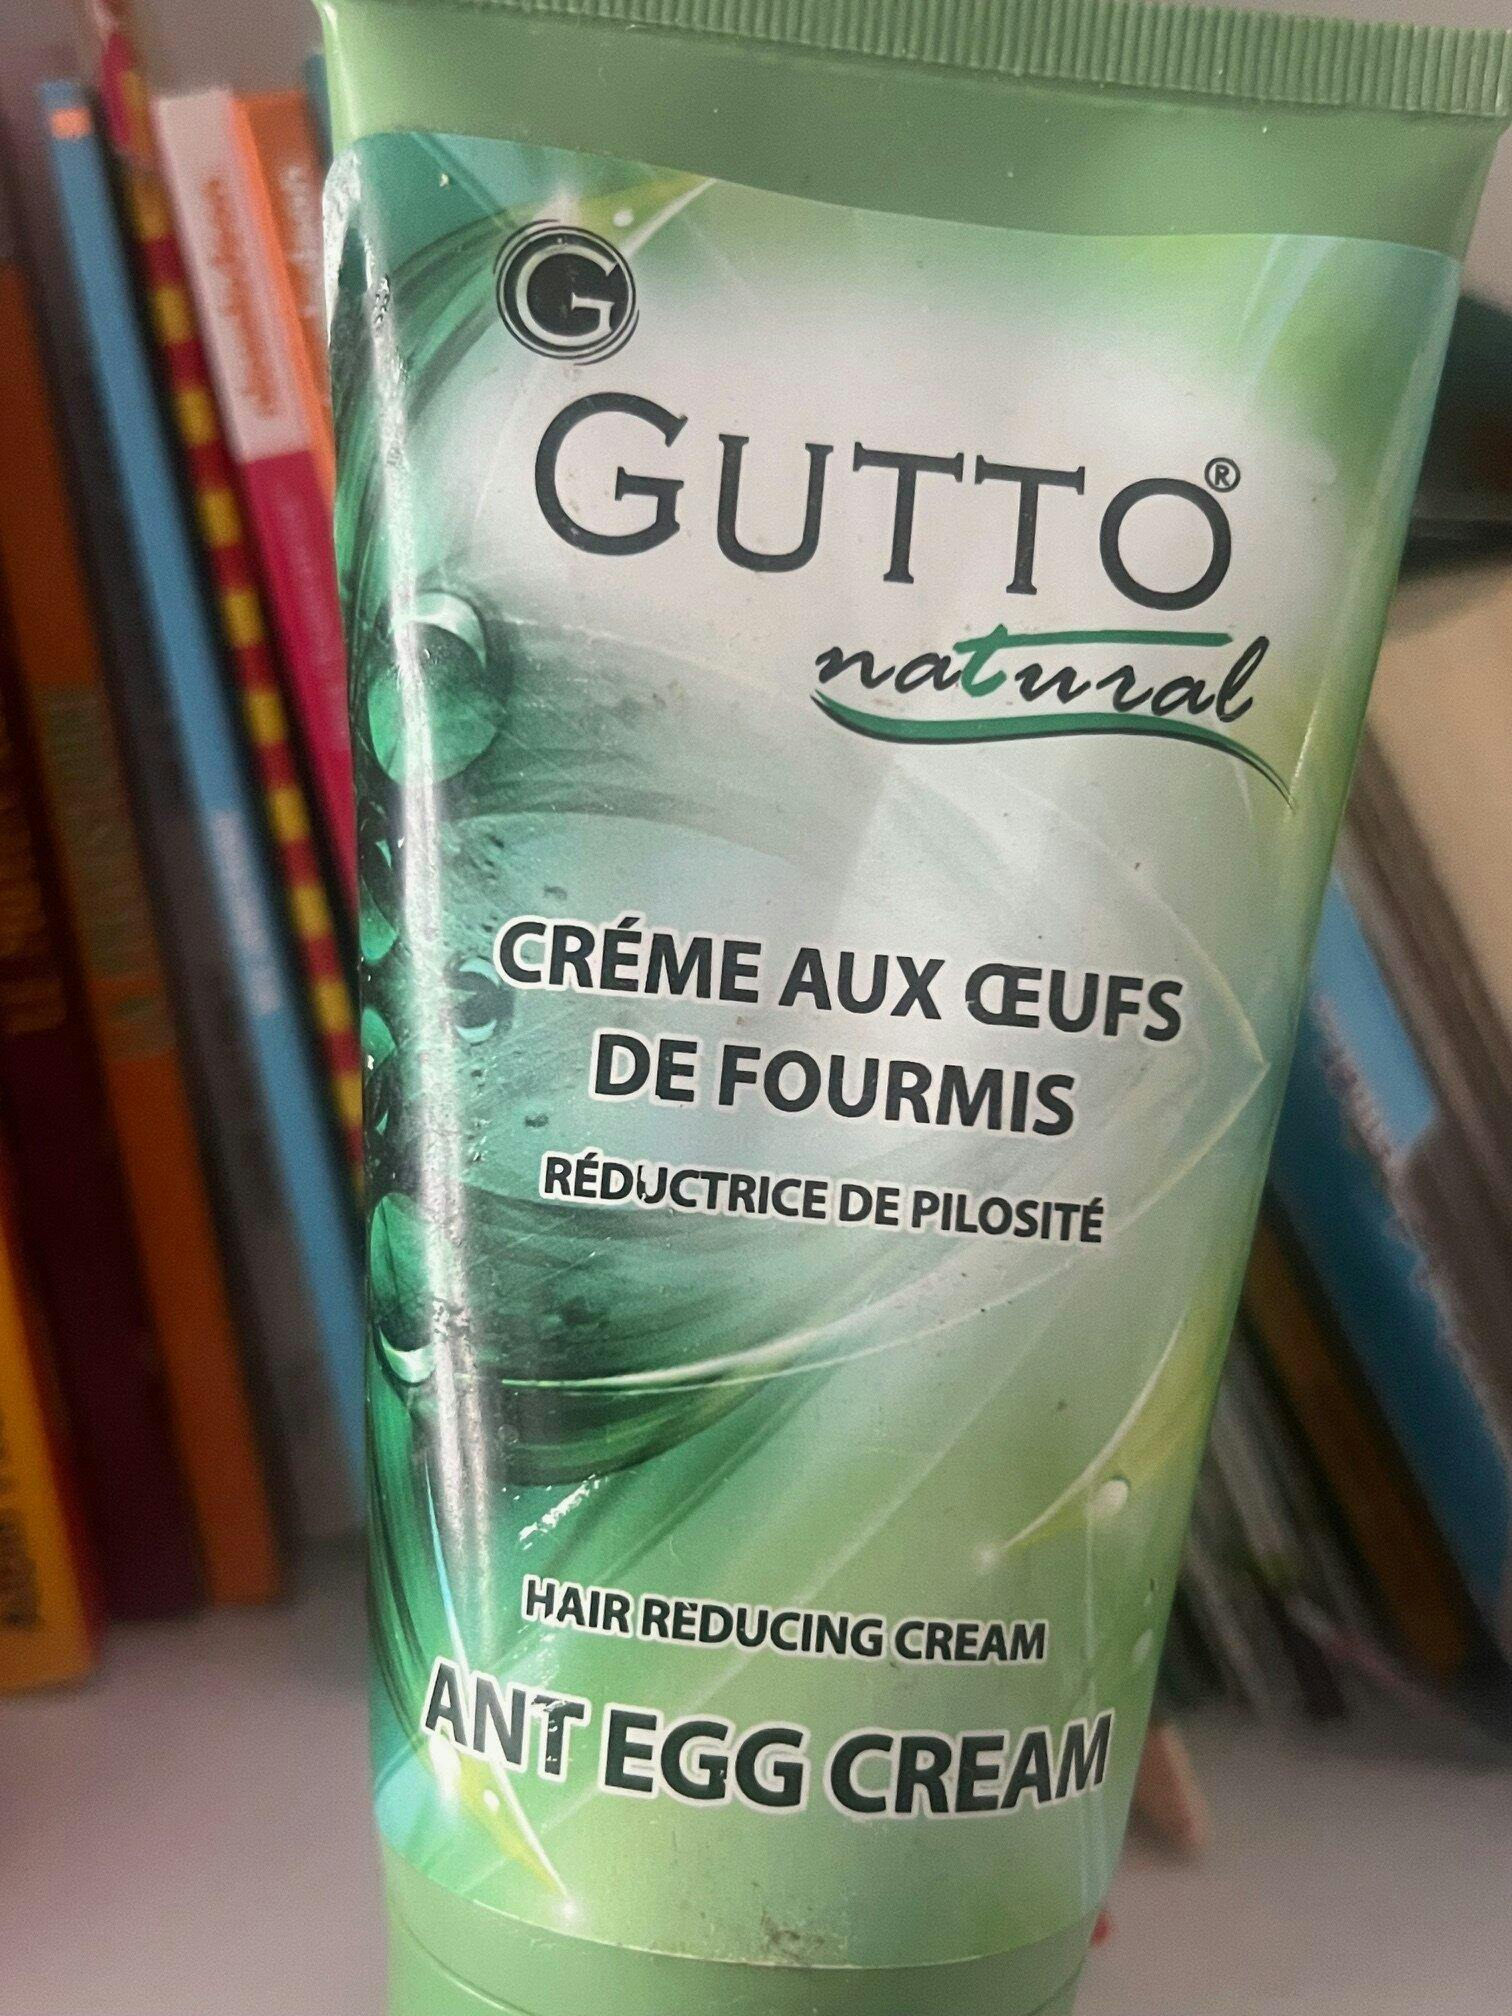 G
GUTTO®
natural
CRÉME AUX ŒUFS
DE FOURMIS
RÉDUCTRICE DE PILOSITÉ
HAIR REDUCING CREAM
ANT EGG CREAM